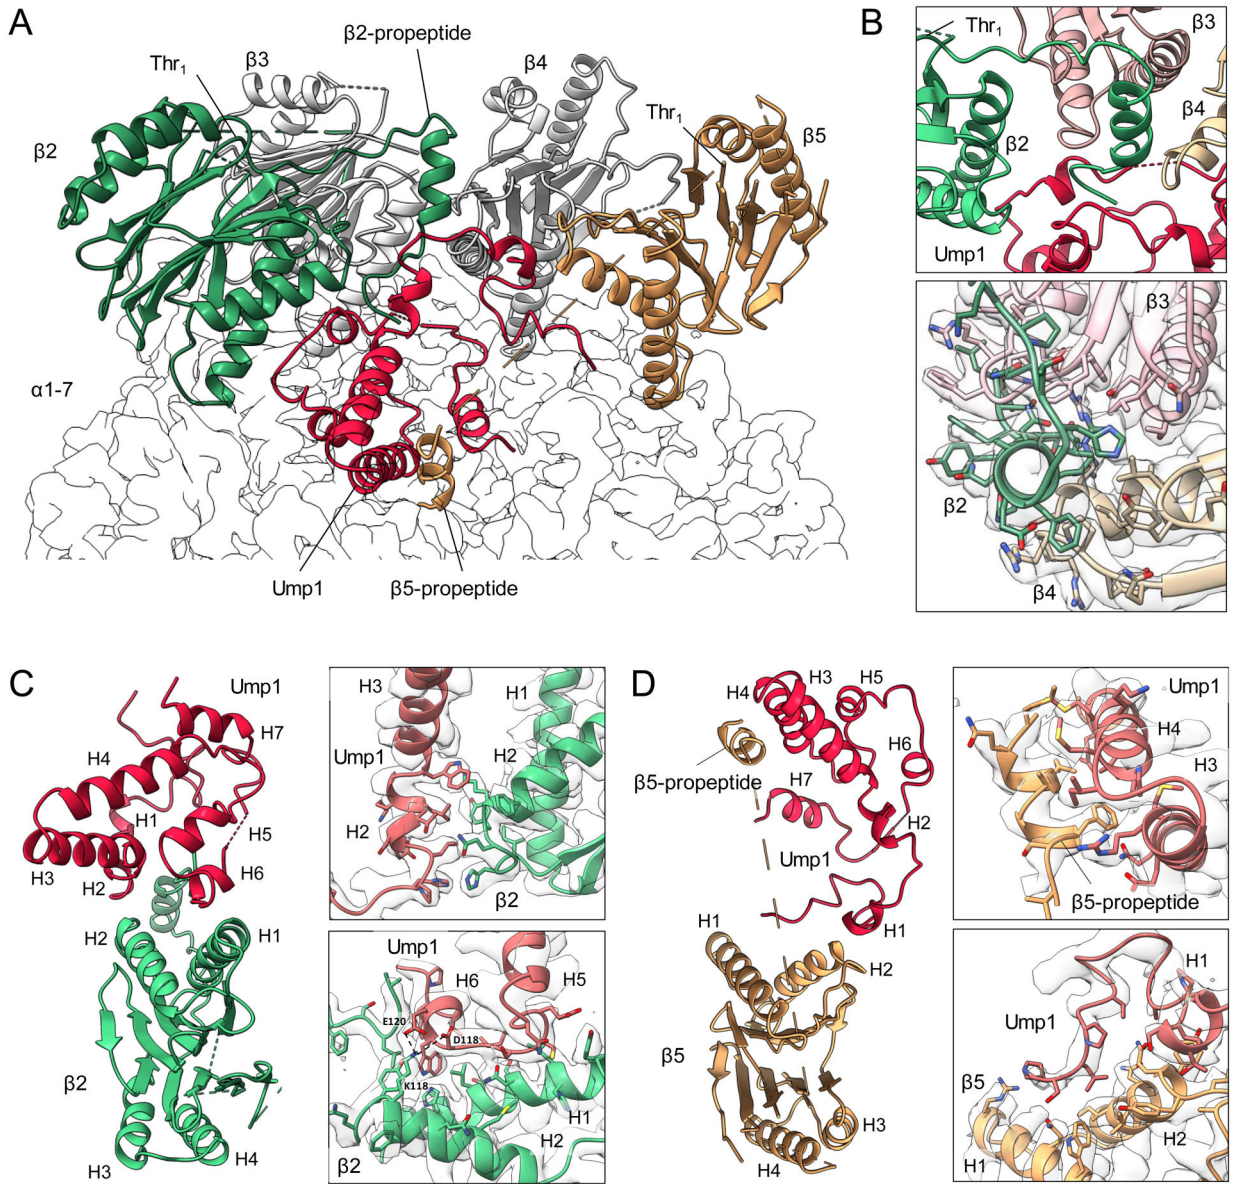 A
β2-propeptide
Thr1
β3
β4
Thr1
β5
β2
α1-7
Ump1
β5-propeptide
B
Thr1
β3
β4
β2
Ump1
β3
β2
β4
C
Ump1
H7
H4
H1
H5
H3
H2
H6
H2
H1
β2
H3
H4
H3
H1
Ump1
H2
H2
β2
Ump1
H6
H5
E120
D118
K118
H1
H2
β2
D
H4
H3
H5
β5-propeptide
H6
H7
H2
Ump1
H1
H1
H2
β5
H3
H4
Ump1
H4
H3
β5-propeptide
H1
Ump1
β5
H2
H1